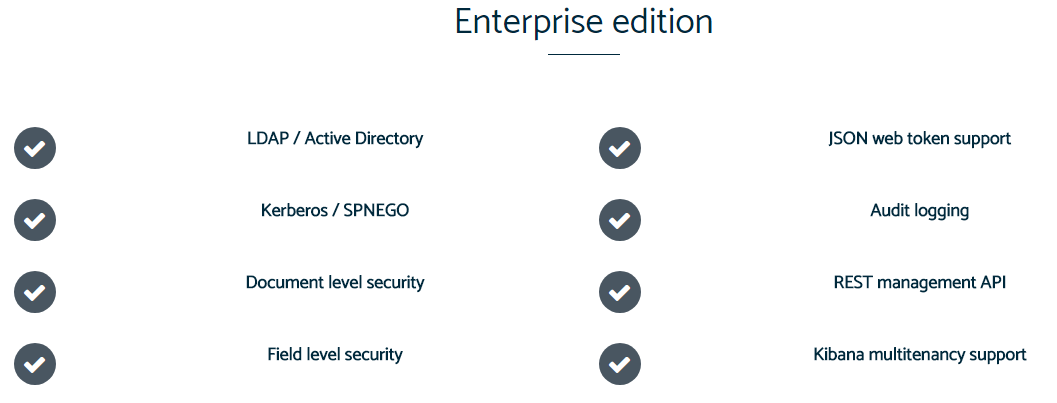 Enterprise edition
LDAP / Active Directory
JSON web token support
Kerberos / SPNEGO
Audit logging
Document level security
REST management API
Field level security
Kibana multitenancy support